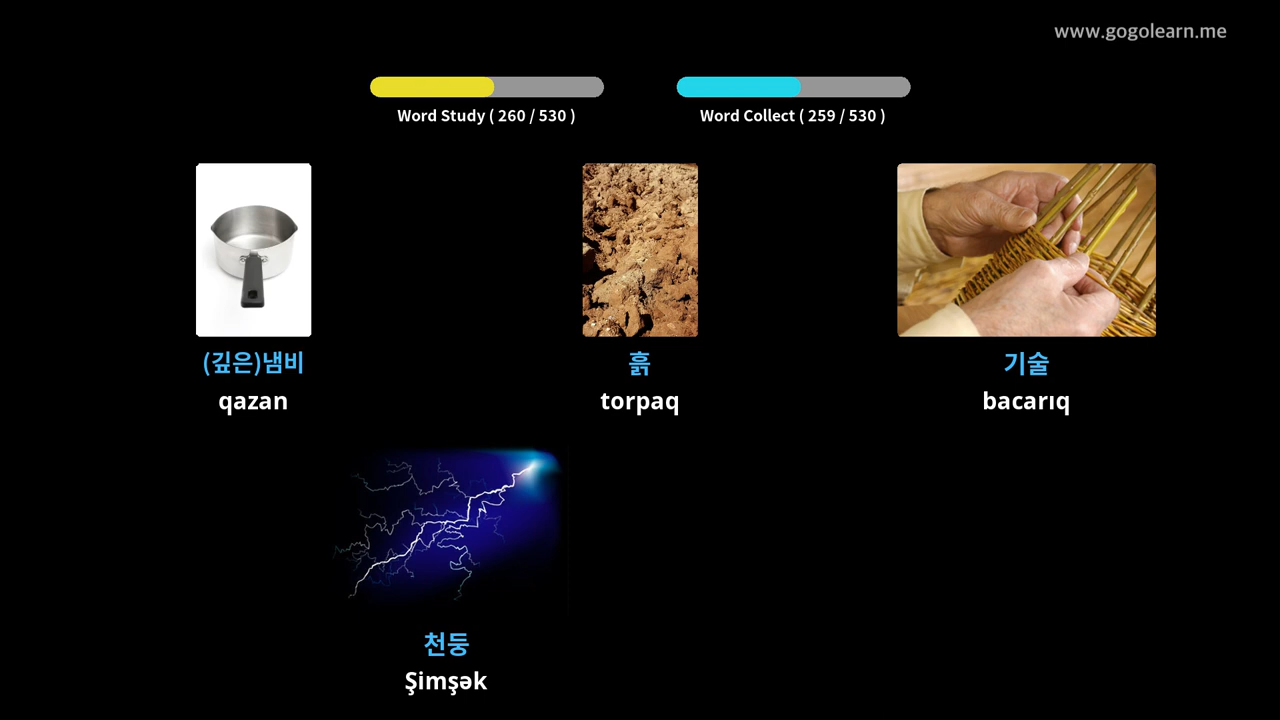 www.gogolearn.me
Word Study ( 260 / 530 )
Word Collect ( 259 / 530 )
(깊은)냄비
흙
기술
qazan
torpaq
bacarıq
천둥
Şimşək